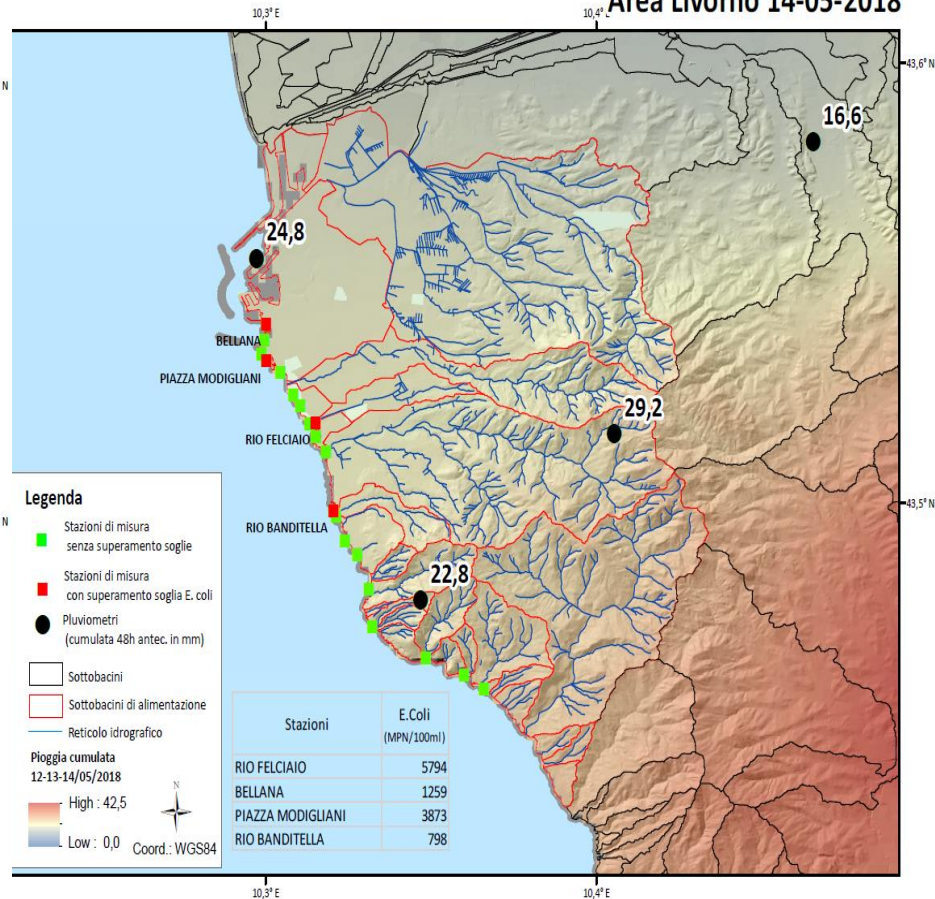 Area Livorno 14-05-2018
10,3° E
10,4°
43,6° N
N
16,6
24,8
BELLANA
PIAZZA MODIGLIANI
29,2
RIO FELCIAIO
Legenda
Stazioni di misura
senza superamento soglie
Stazioni di misura
con superamento soglia E. coli
Pluviometri
(cumulata 48h antec. in mm)
Sottobacini
Sottobacini di alimentazione
Reticolo idrografico
Pioggia cumulata
12-13-14/05/2018
High : 42,5
Low : 0,0
N
Coord.: WGS84
N
43,5° N
RIO BANDITELLA
22,8
Stazioni E.Coli
(MPN/100ml)
RIO FELCIAIO 5794
BELLANA 1259
PIAZZA MODIGLIANI 3873
RIO BANDITELLA 798
10,3° E
10,4° E